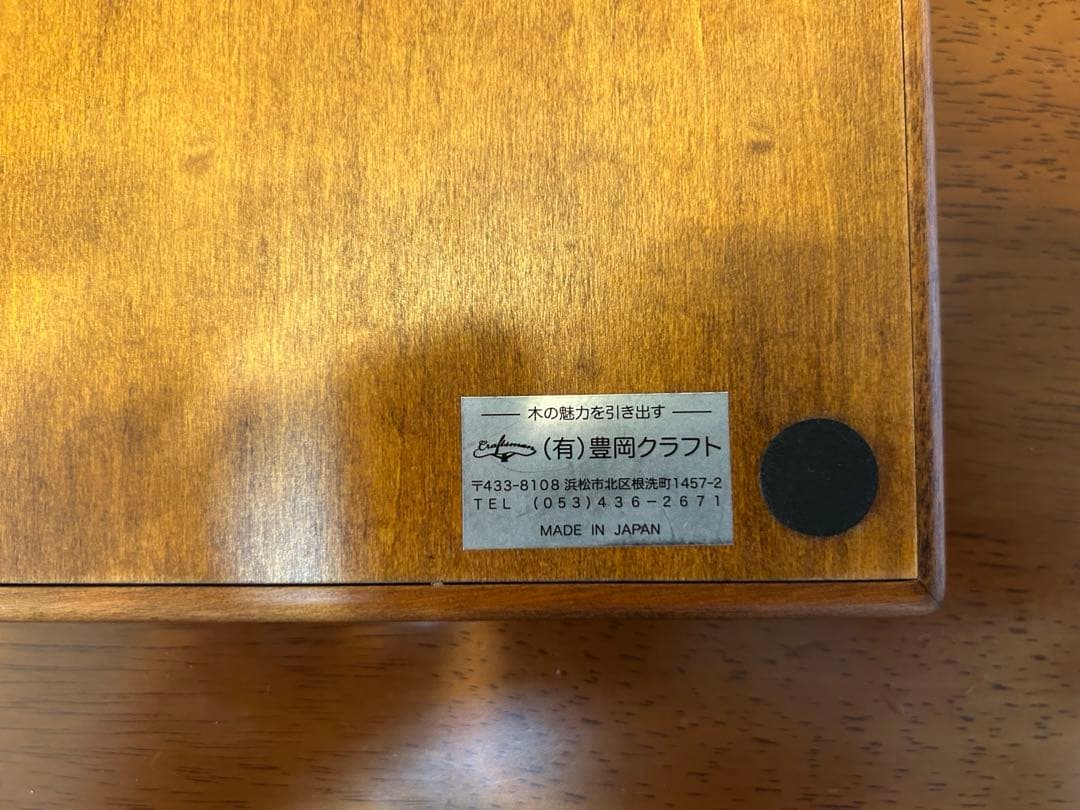 木の魅力を引き出す
Craftsman (有)豊岡クラフト
〒433-8108 浜松市北区根洗町1457-2
TEL (053)436-2671
MADE IN JAPAN